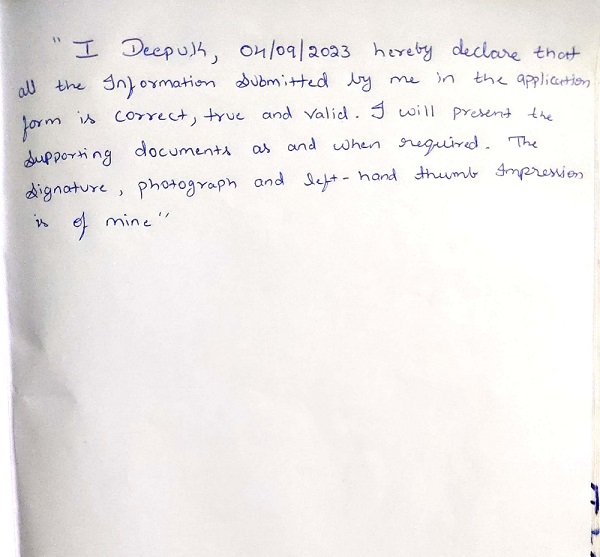 " I Deepuk, 04/09/2023 hereby declare that
all the Information submitted by me in the application
form is correct, true and valid. I will present the
supporting documents as and when required. The
signature, photograph and left-hand thumb Impression
is of mine"